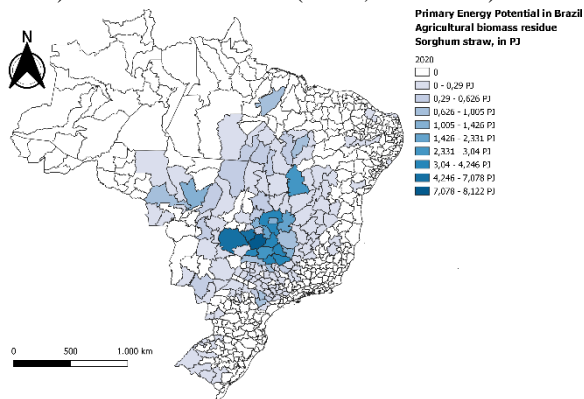 Primary Energy Potential in Brazil
Agricultural biomass residue
Sorghum straw, in PJ
N
2020
0
0 - 0,29 PJ
0,29 - 0,626 PJ
0,626 - 1,005 PJ
1,005 - 1,426 PJ
1,426 - 2,331 PJ
2,331 - 3,04 PJ
3,04 - 4,246 PJ
4,246 - 7,078 PJ
7,078 - 8,122 PJ
0 500 1.000 km